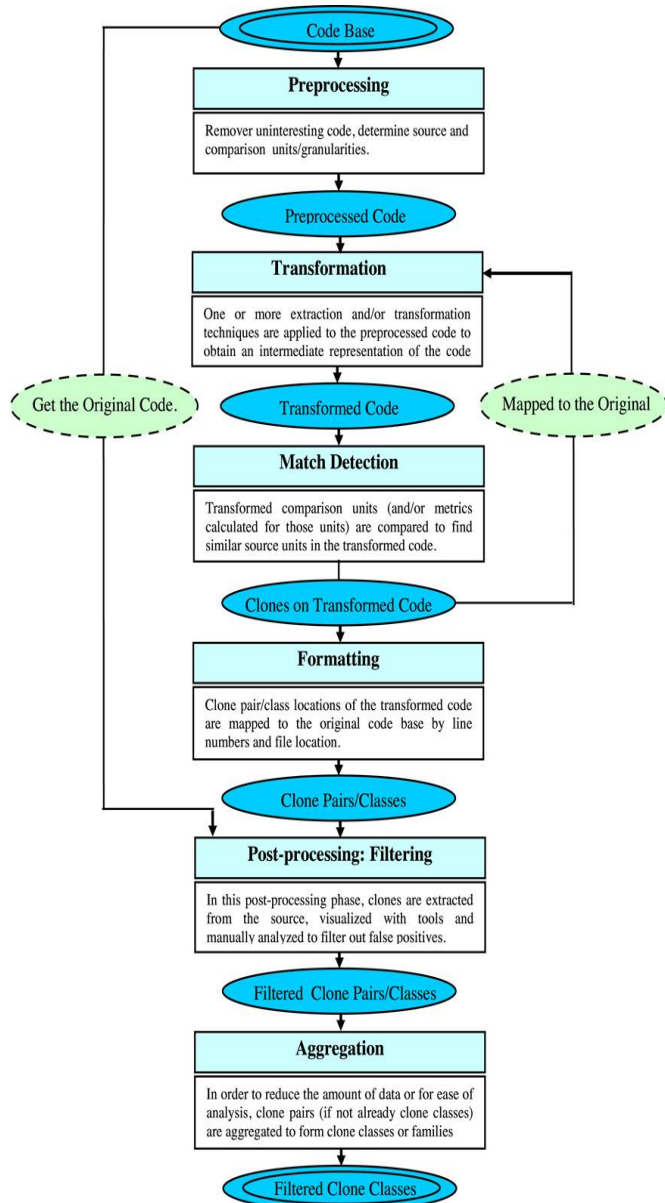 Code Base
Preprocessing
Remover uninteresting code, determine source and
comparison units/granularities.
Preprocessed Code
Transformation
One or more extraction and/or transformation
techniques are applied to the preprocessed code to
obtain an intermediate representation of the code
Get the Original Code.
Transformed Code
Mapped to the Original
Match Detection
Transformed comparison units (and/or metrics
calculated for those units) are compared to find
similar source units in the transformed code.
Clones on Transformed Code
Formatting
Clone pair/class locations of the transformed code
are mapped to the original code base by line
numbers and file location.
Clone Pairs/Classes
Post-processing: Filtering
In this post-processing phase, clones are extracted
from the source, visualized with tools and
manually analyzed to filter out false positives.
Filtered Clone Pairs/Classes
Aggregation
In order to reduce the amount of data or for ease of
analysis, clone pairs (if not already clone classes)
are aggregated to form clone classes or families
Filtered Clone Classes